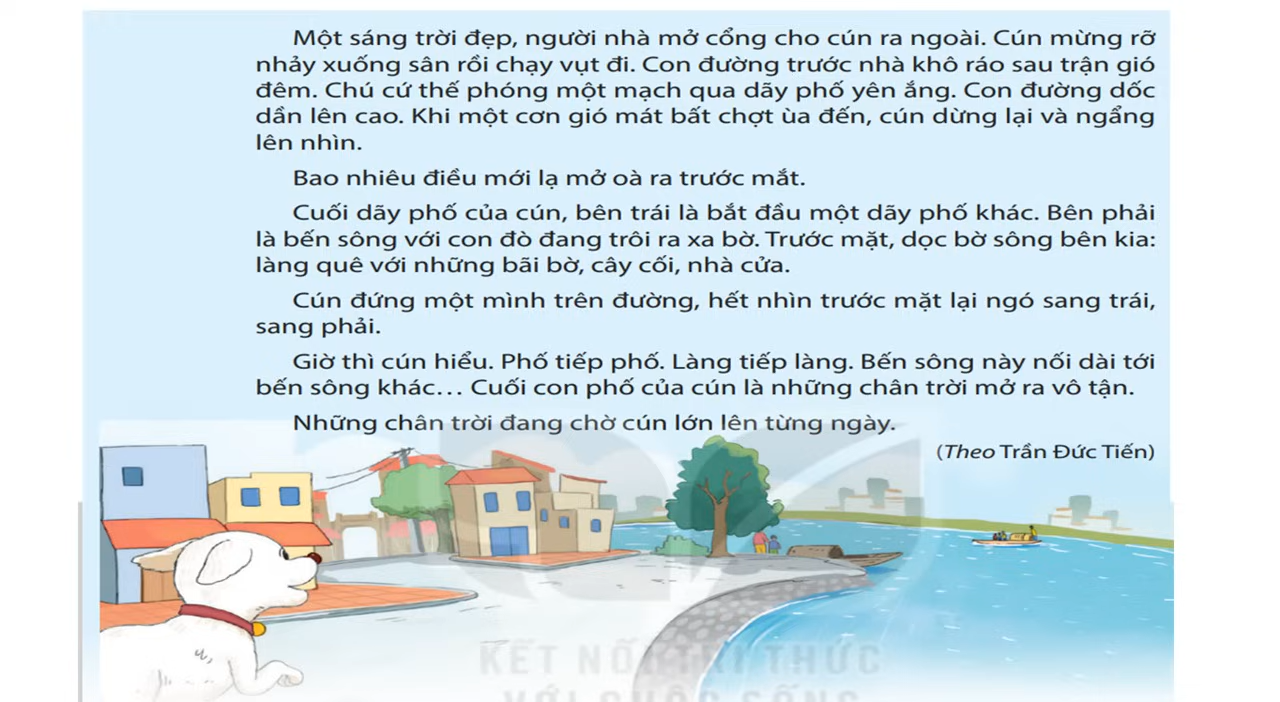 Một sáng trời đẹp, người nhà mở cổng cho cún ra ngoài. Cún mừng rỡ
nhảy xuống sân rồi chạy vụt đi. Con đường trước nhà khô ráo sau trận gió
đêm. Chú cứ thế phóng một mạch qua dãy phố yên ắng. Con đường dốc
dần lên cao. Khi một cơn gió mát bất chợt ùa đến, cún dừng lại và ngẩng
lên nhìn.
Bao nhiêu điều mới lạ mở oà ra trước mắt.
Cuối dãy phố của cún, bên trái là bắt đầu một dãy phố khác. Bên phải
là bến sông với con đò đang trôi ra xa bờ. Trước mặt, dọc bờ sông bên kia:
làng quê với những bãi bờ, cây cối, nhà cửa.
Cún đứng một mình trên đường, hết nhìn trước mặt lại ngó sang trái,
sang phải.
Giờ thì cún hiểu. Phố tiếp phố. Làng tiếp làng. Bến sông này nối dài tới
bến sông khác… Cuối con phố của cún là những chân trời mở ra vô tận.
Những chân trời đang chờ cún lớn lên từng ngày.
(Theo Trần Đức Tiến)
KẾT NỐI TRI THỨC
VỚI CUỘC SỐNG